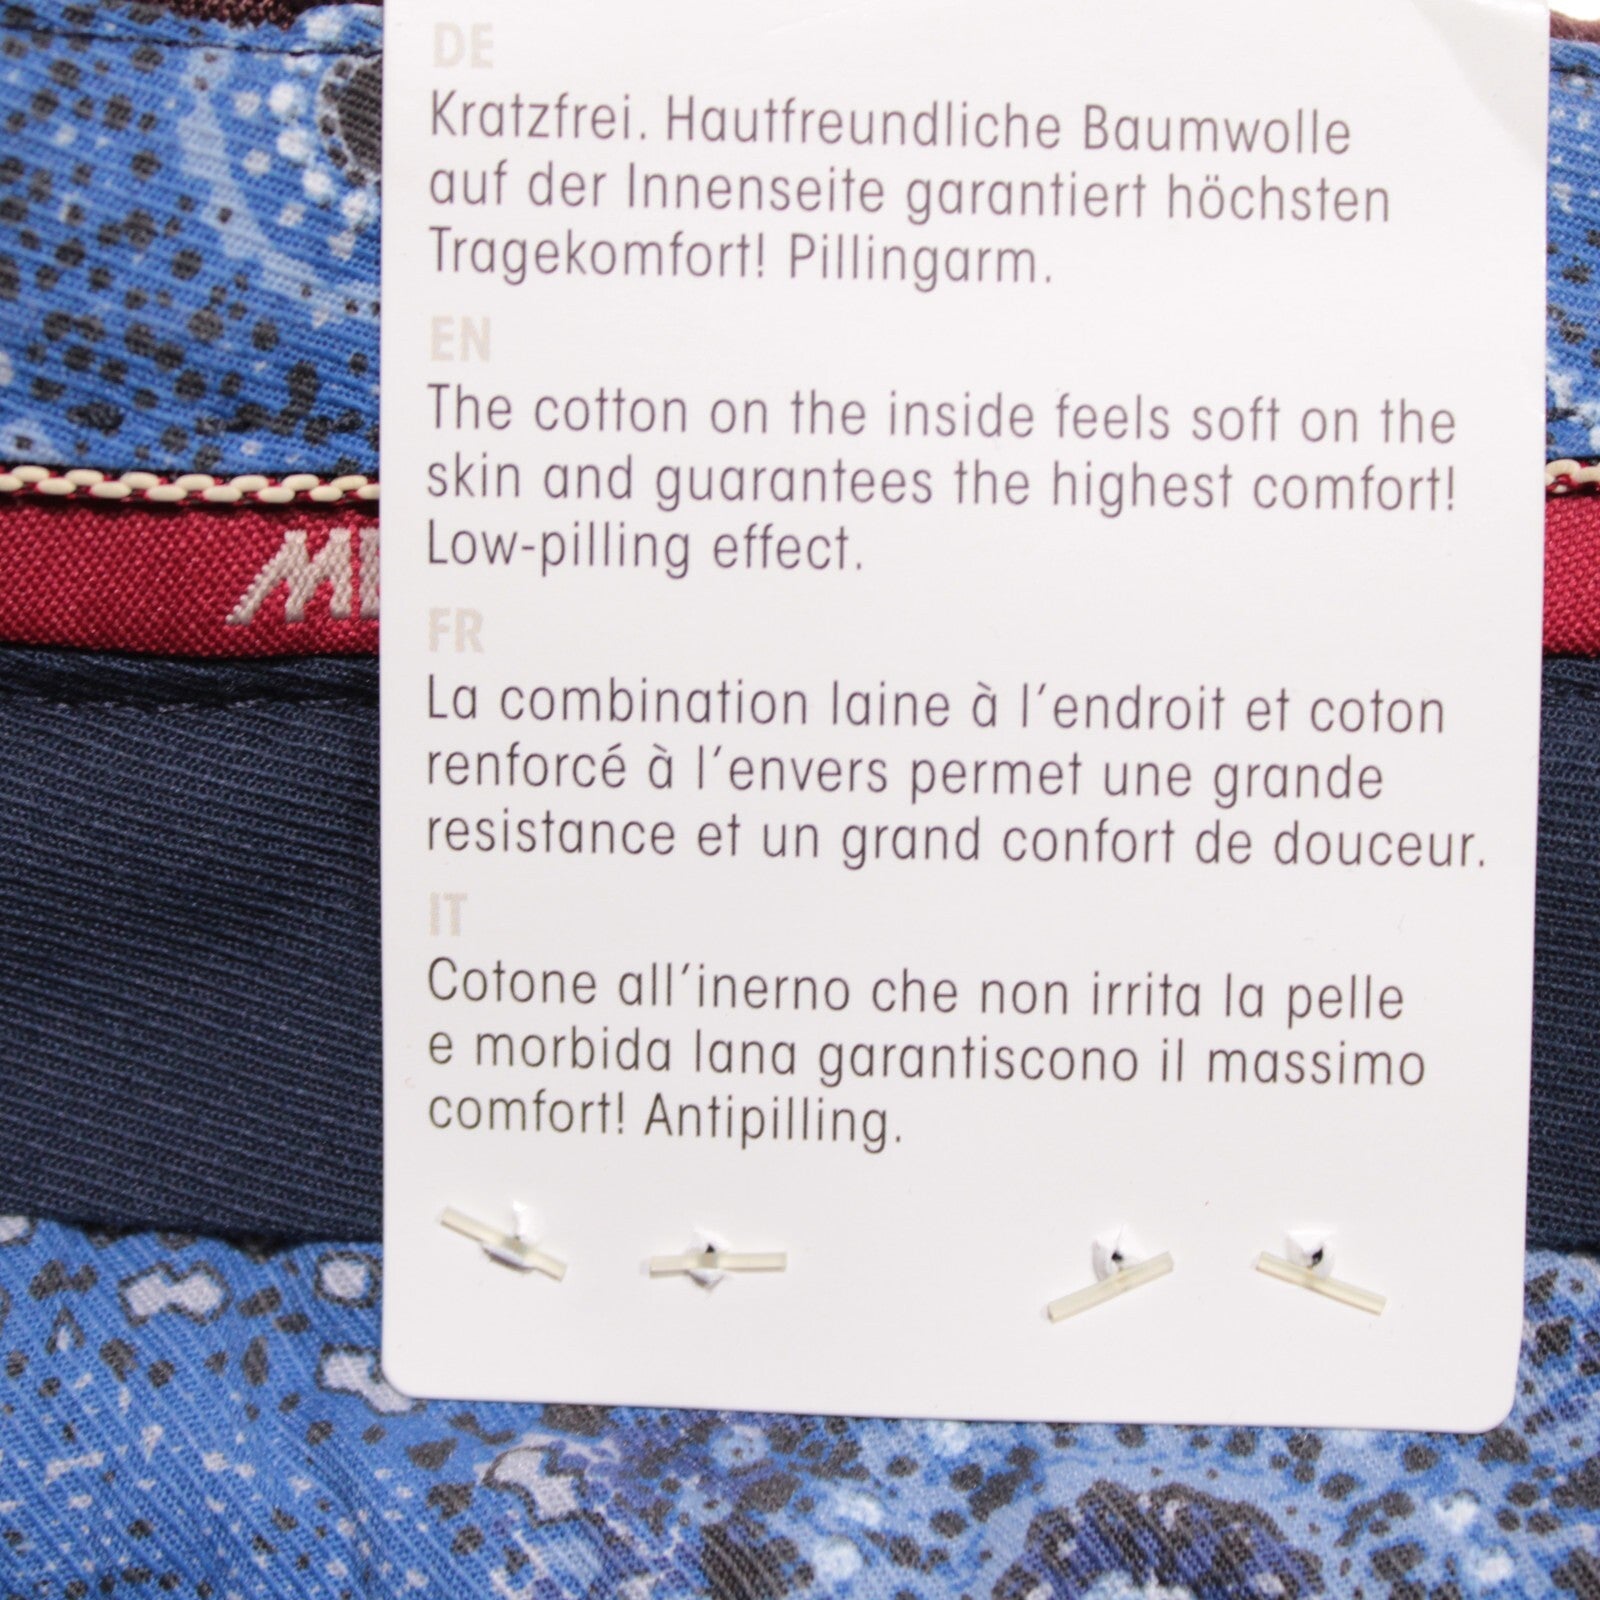 DE
Kratzfrei. Hautfreundliche Baumwolle
auf der Innenseite garantiert höchsten
Tragekomfort! Pillingarm.
EN
The cotton on the inside feels soft on the
skin and guarantees the highest comfort!
Low-pilling effect.
FR
La combination laine à l'endroit et coton
renforcé à l'envers permet une grande
resistance et un grand confort de douceur.
IT
Cotone all'inerno che non irrita la pelle
e morbida lana garantiscono il massimo
comfort! Antipilling.